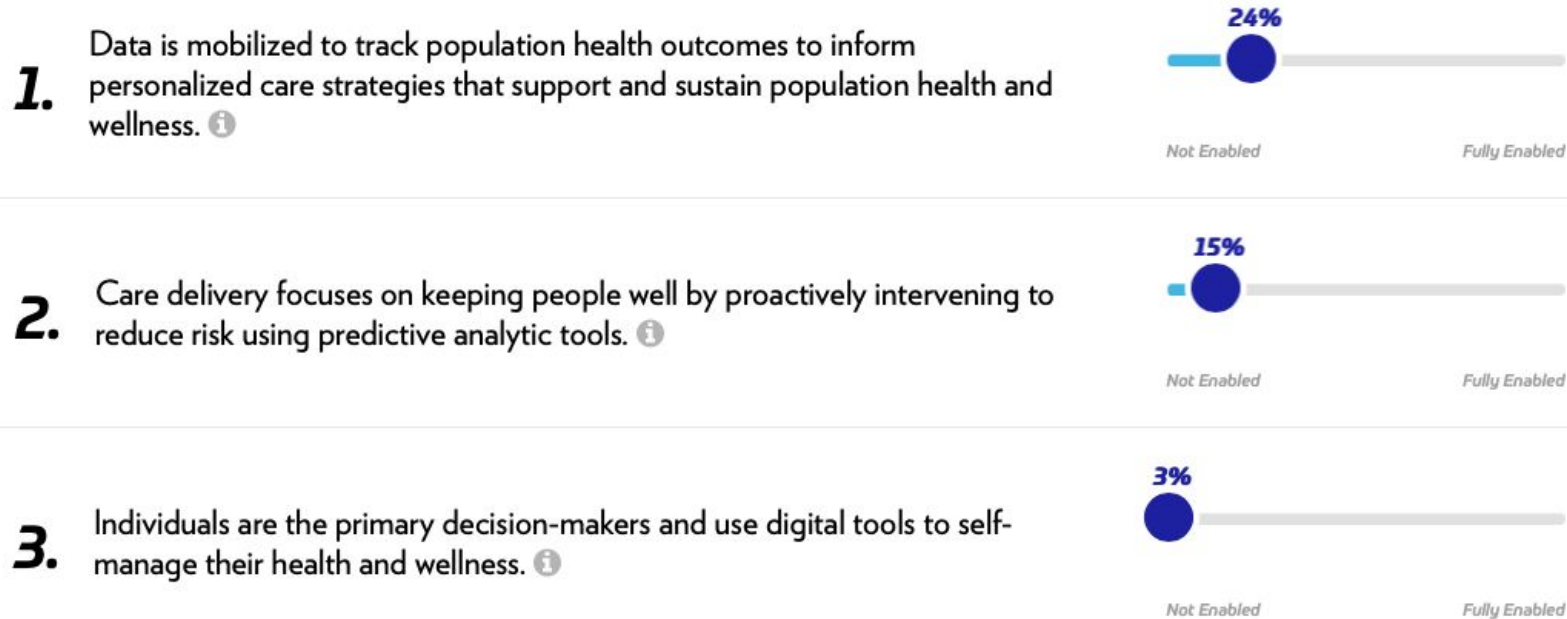 24%
1. Data is mobilized to track population health outcomes to inform
personalized care strategies that support and sustain population health and
wellness.
Not Enabled Fully Enabled
15%
2. Care delivery focuses on keeping people well by proactively intervening to
reduce risk using predictive analytic tools.
Not Enabled Fully Enabled
3%
3. Individuals are the primary decision-makers and use digital tools to self-
manage their health and wellness.
Not Enabled Fully Enabled